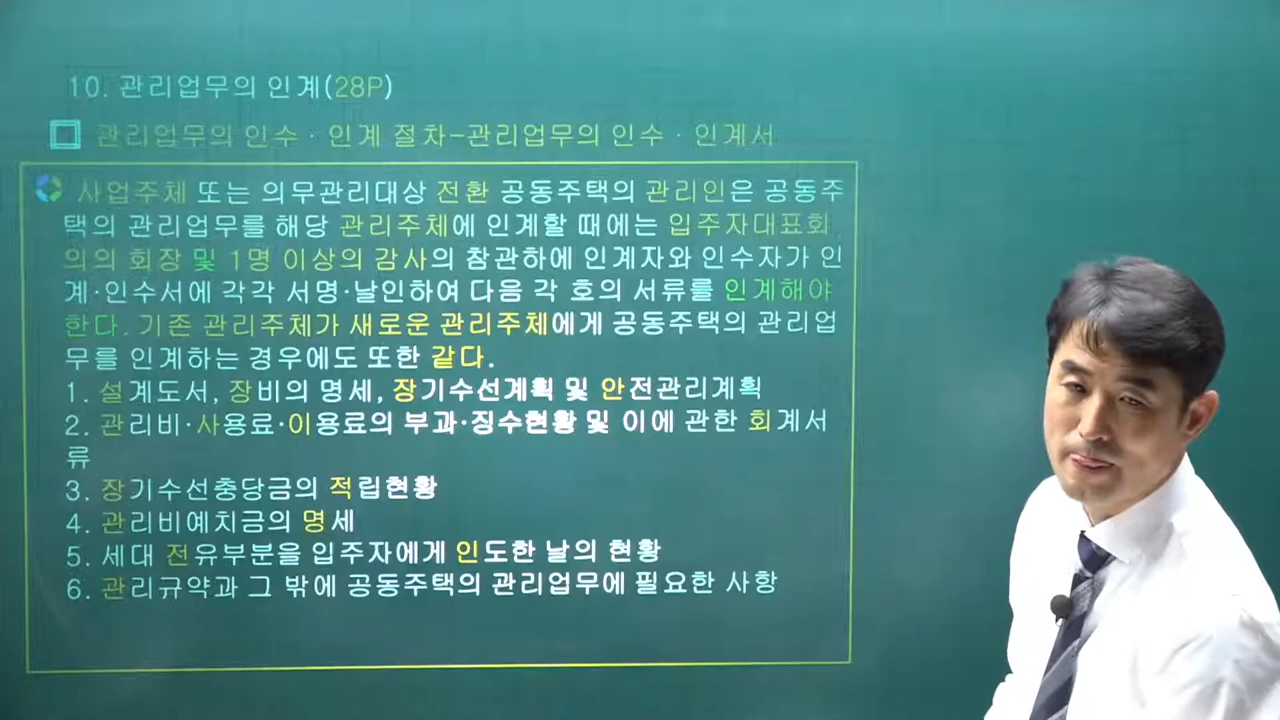 10. 관리업무의 인계(28P)
관리업무의 인수 · 인계 절차-관리업무의 인수 · 인계서
사업주체 또는 의무관리대상 전환 공동주택의 관리인은 공동주
택의 관리업무를 해당 관리주체에 인계할 때에는 입주자대표회
의의 회장 및 1명 이상의 감사의 참관하에 인계자와 인수자가 인
계·인수서에 각각 서명·날인하여 다음 각 호의 서류를 인계해야
한다. 기존 관리주체가 새로운 관리주체에게 공동주택의 관리업
무를 인계하는 경우에도 또한 같다.
1. 설계도서, 장비의 명세, 장기수선계획 및 안전관리계획
2. 관리비·사용료·이용료의 부과·징수현황 및 이에 관한 회계서
류
3. 장기수선충당금의 적립현황
4. 관리비예치금의 명세
5. 세대 전유부분을 입주자에게 인도한 날의 현황
6. 관리규약과 그 밖에 공동주택의 관리업무에 필요한 사항